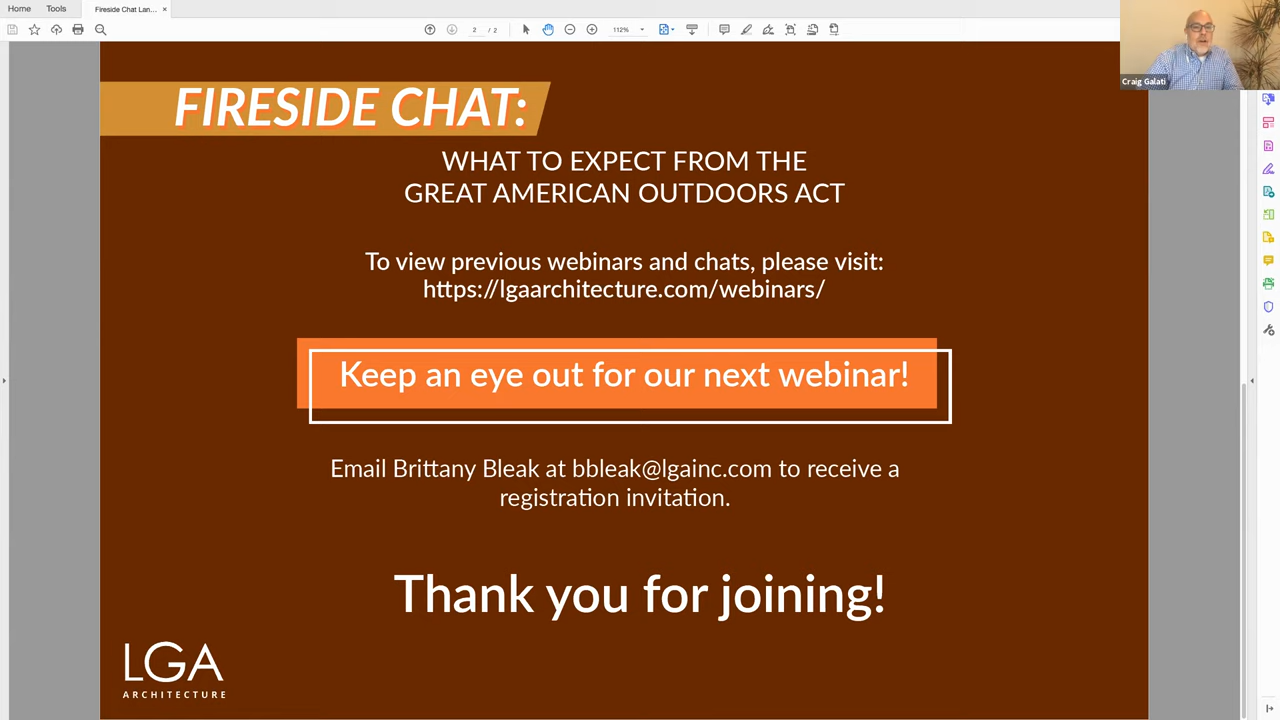 Home Tools Fireside Chat Lan... ×
2 / 2 112%
Craig Galati
FIRESIDE CHAT:
WHAT TO EXPECT FROM THE
GREAT AMERICAN OUTDOORS ACT
To view previous webinars and chats, please visit:
https://lgaarchitecture.com/webinars/
Keep an eye out for our next webinar!
Email Brittany Bleak at bbleak@lgainc.com to receive a
registration invitation.
Thank you for joining!
LGA
ARCHITECTURE